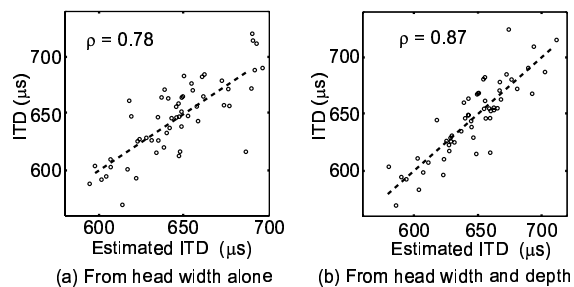 ρ = 0.78
700
650
600
ITD (μs)
600
650
700
Estimated ITD (μs)
(a) From head width alone
ρ = 0.87
700
650
600
ITD (μs)
600
650
700
Estimated ITD (μs)
(b) From head width and depth